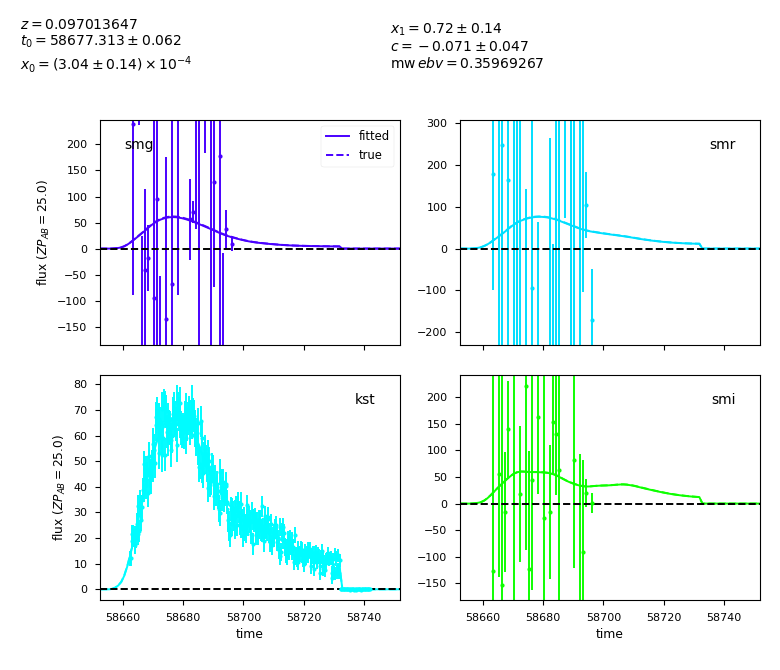 z = 0.097013647
t₀ = 58677.313 ± 0.062
x₀ = (3.04 ± 0.14) × 10⁻⁴
x₁ = 0.72 ± 0.14
c = −0.071 ± 0.047
mw ebv = 0.35969267
smg
fitted
true
200
150
100
50
0
−50
−100
−150
flux (ZP_AB = 25.0)
smr
300
200
100
0
−100
−200
kst
80
70
60
50
40
30
20
10
0
flux (ZP_AB = 25.0)
58660 58680 58700 58720 58740
time
smi
200
150
100
50
0
−50
−100
−150
58660 58680 58700 58720 58740
time